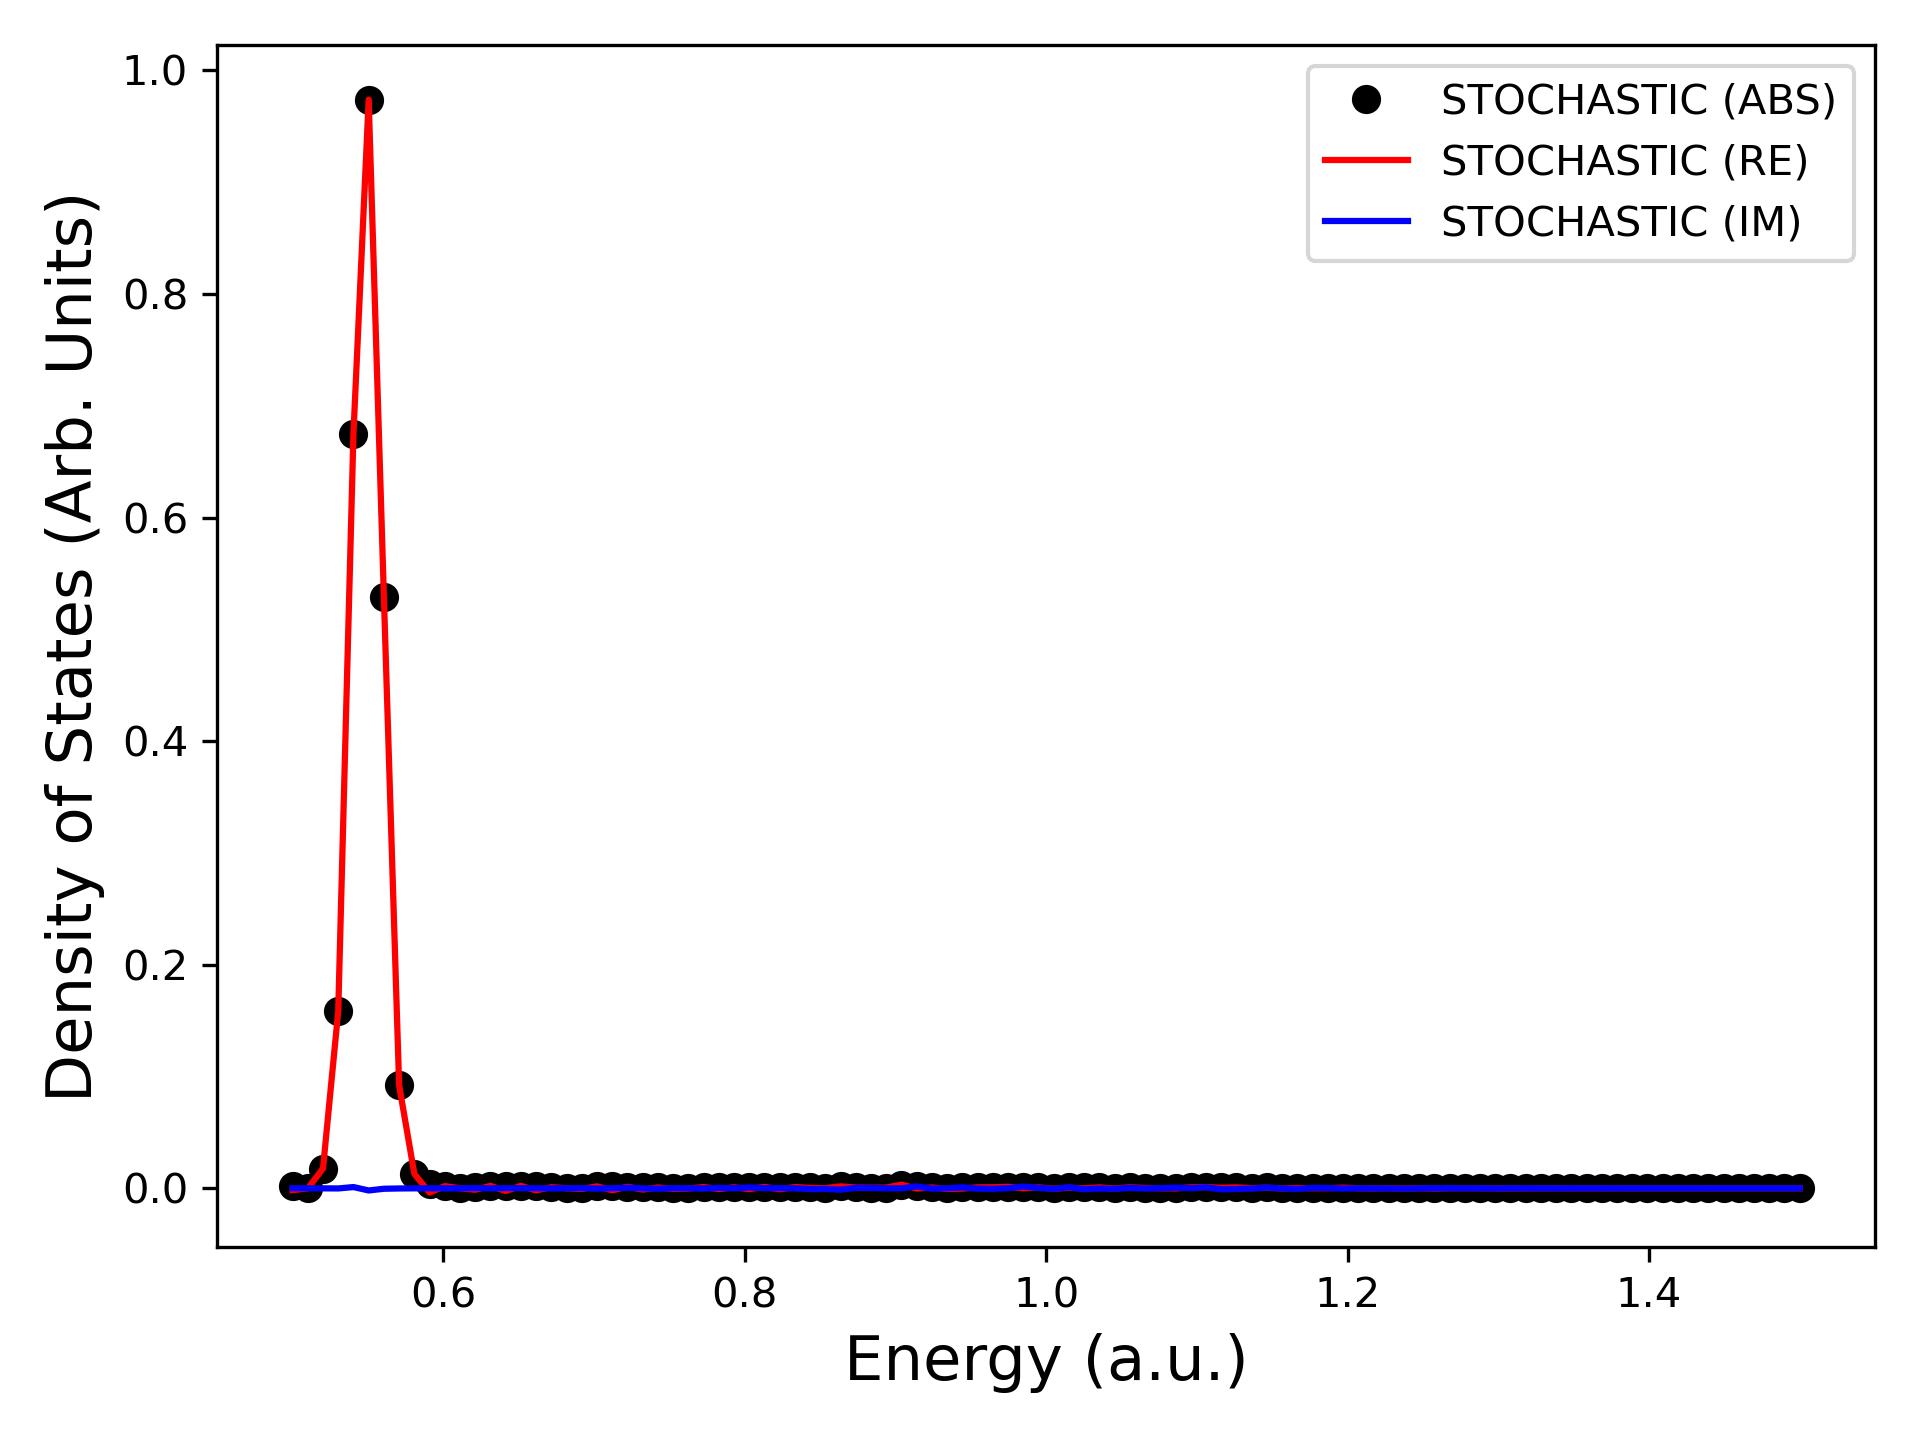 1.0
0.8
0.6
0.4
0.2
0.0
Density of States (Arb. Units)
STOCHASTIC (ABS)
STOCHASTIC (RE)
STOCHASTIC (IM)
0.6 0.8 1.0 1.2 1.4
Energy (a.u.)